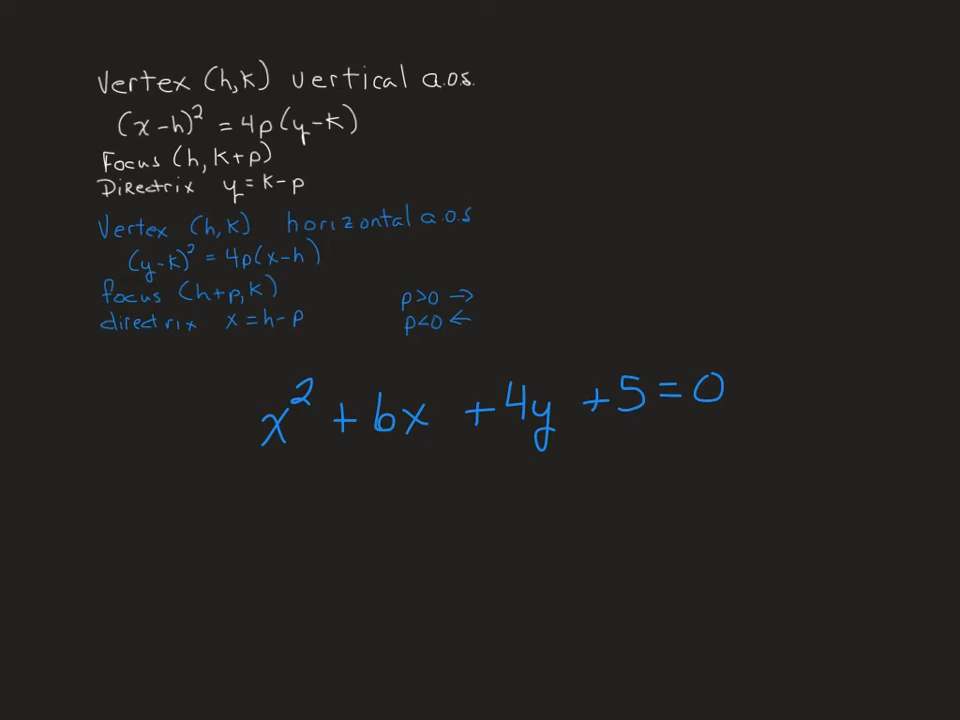 Vertex (h,k) vertical a.o.s.
(x-h)² = 4p(y-k)
Focus (h, k+p)
Directrix y = k-p
Vertex (h,k) horizontal a.o.s
(y-k)² = 4p(x-h)
focus (h+p, k)
p>0 →
directrix x = h-p
p<0 ←
x² + 6x + 4y + 5 = 0